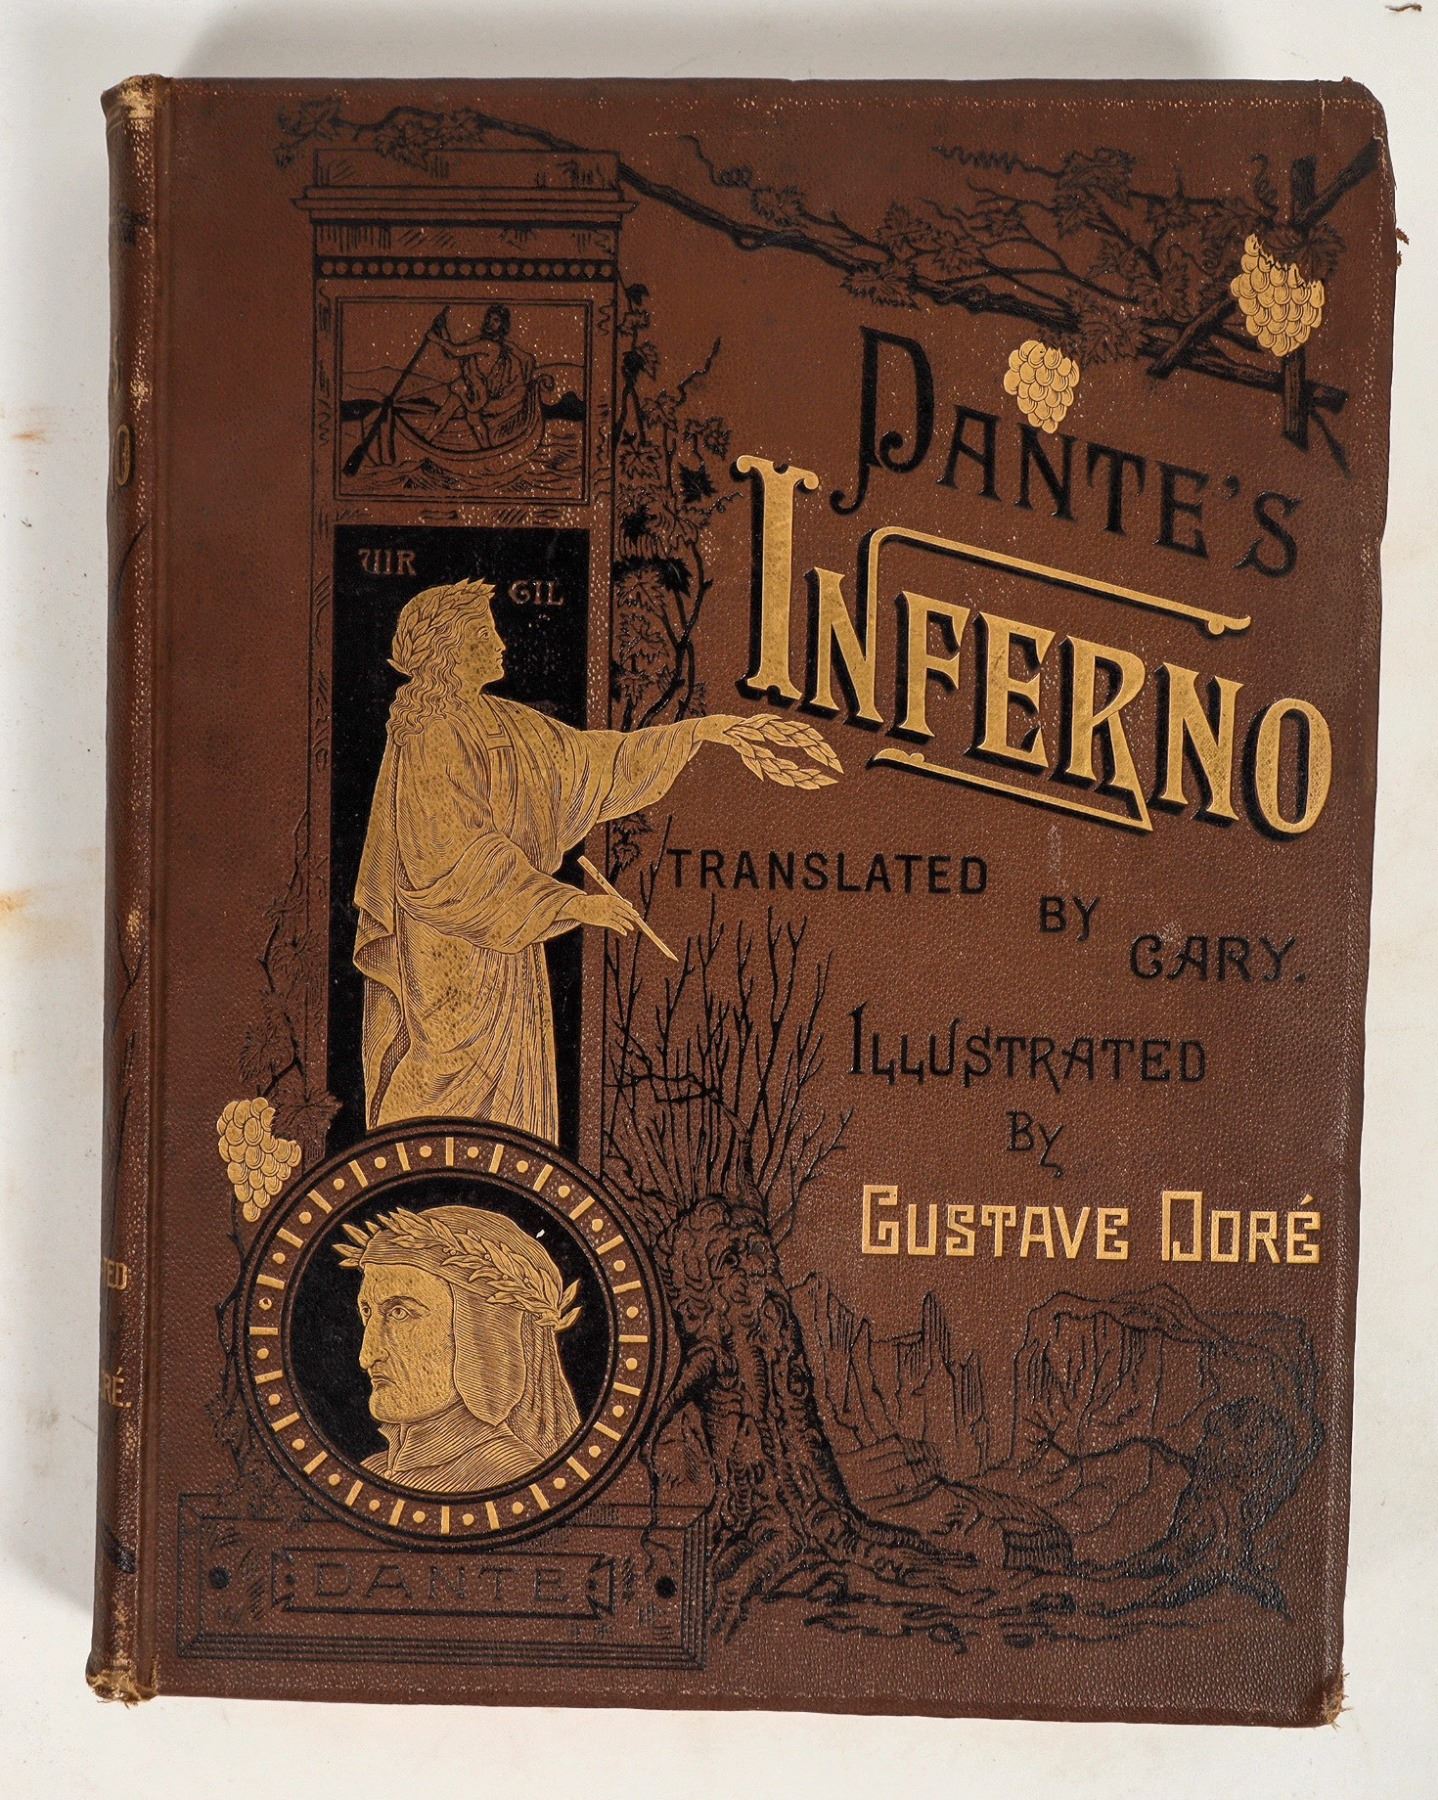 VIR
GIL
DANTE'S
INFERNO
TRANSLATED
BY
CARY.
ILLUSTRATED
BY
GUSTAVE DORÉ
DANTE